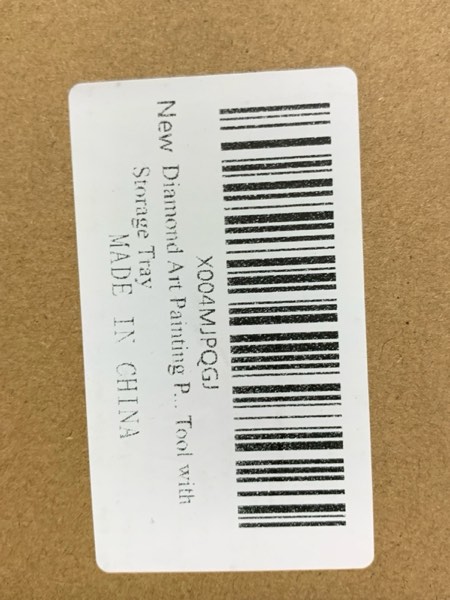 X004MJPQGJ
New Diamond Art Painting P... Tool with
Storage Tray
MADE IN CHINA